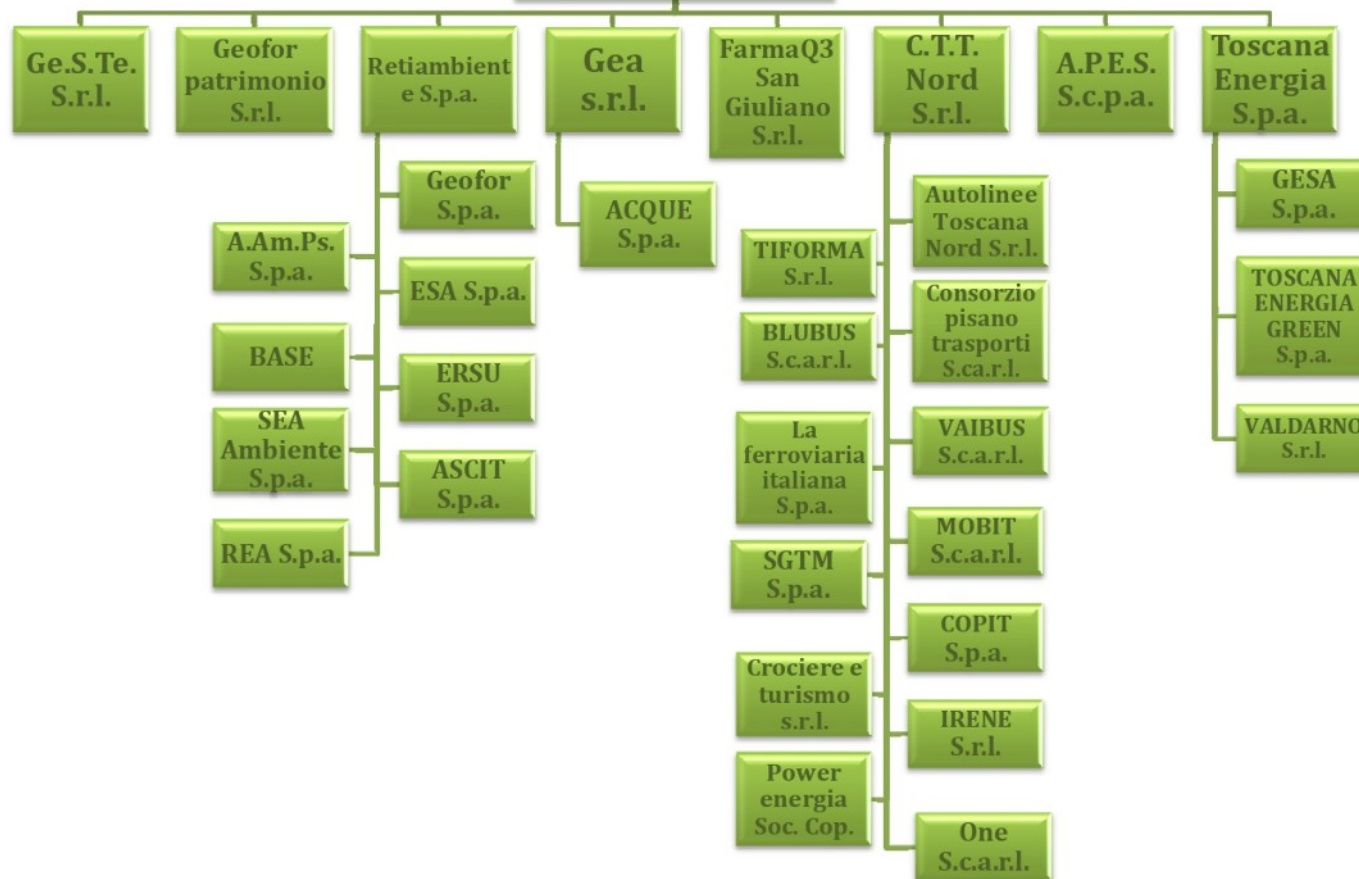 Ge.S.Te.
S.r.l.
Geofor
patrimonio
S.r.l.
Retiambient
e S.p.a.
Gea
s.r.l.
FarmaQ3
San
Giuliano
S.r.l.
C.T.T.
Nord
S.r.l.
A.P.E.S.
S.c.p.a.
Toscana
Energia
S.p.a.
Geofor
S.p.a.
A.Am.Ps.
S.p.a.
ESA S.p.a.
BASE
ERSU
S.p.a.
SEA
Ambiente
S.p.a.
ASCIT
S.p.a.
REA S.p.a.
ACQUE
S.p.a.
Autolinee
Toscana
Nord S.r.l.
TIFORMA
S.r.l.
Consorzio
pisano
trasporti
S.ca.r.l.
BLUBUS
S.c.a.r.l.
VAIBUS
S.c.a.r.l.
La
ferroviaria
italiana
S.p.a.
MOBIT
S.c.a.r.l.
SGTM
S.p.a.
COPIT
S.p.a.
Crociere e
turismo
s.r.l.
IRENE
S.r.l.
Power
energia
Soc. Cop.
One
S.c.a.r.l.
GESA
S.p.a.
TOSCANA
ENERGIA
GREEN
S.p.a.
VALDARNO
S.r.l.